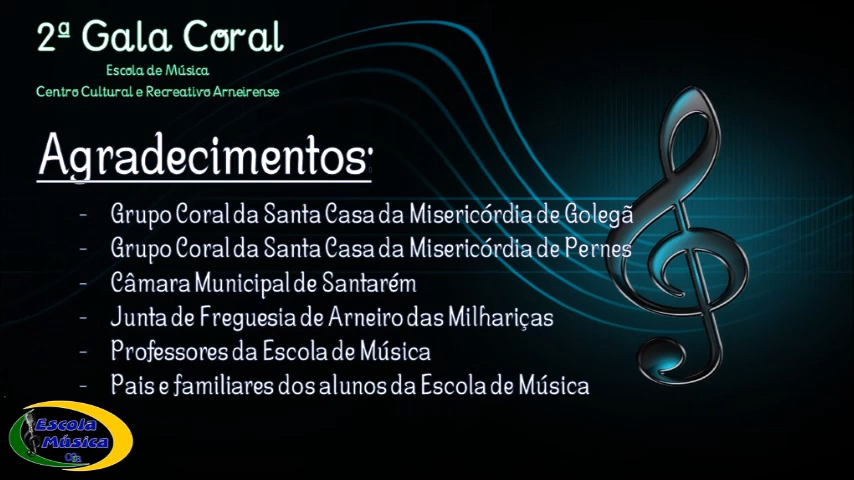 2ª Gala Coral
Escola de Música
Centro Cultural e Recreativo Arneirense
Agradecimentos:
- Grupo Coral da Santa Casa da Misericórdia de Golegã
- Grupo Coral da Santa Casa da Misericórdia de Pernes
- Câmara Municipal de Santarém
- Junta de Freguesia de Arneiro das Milhariças
- Professores da Escola de Música
- Pais e familiares dos alunos da Escola de Música
Escola
Música